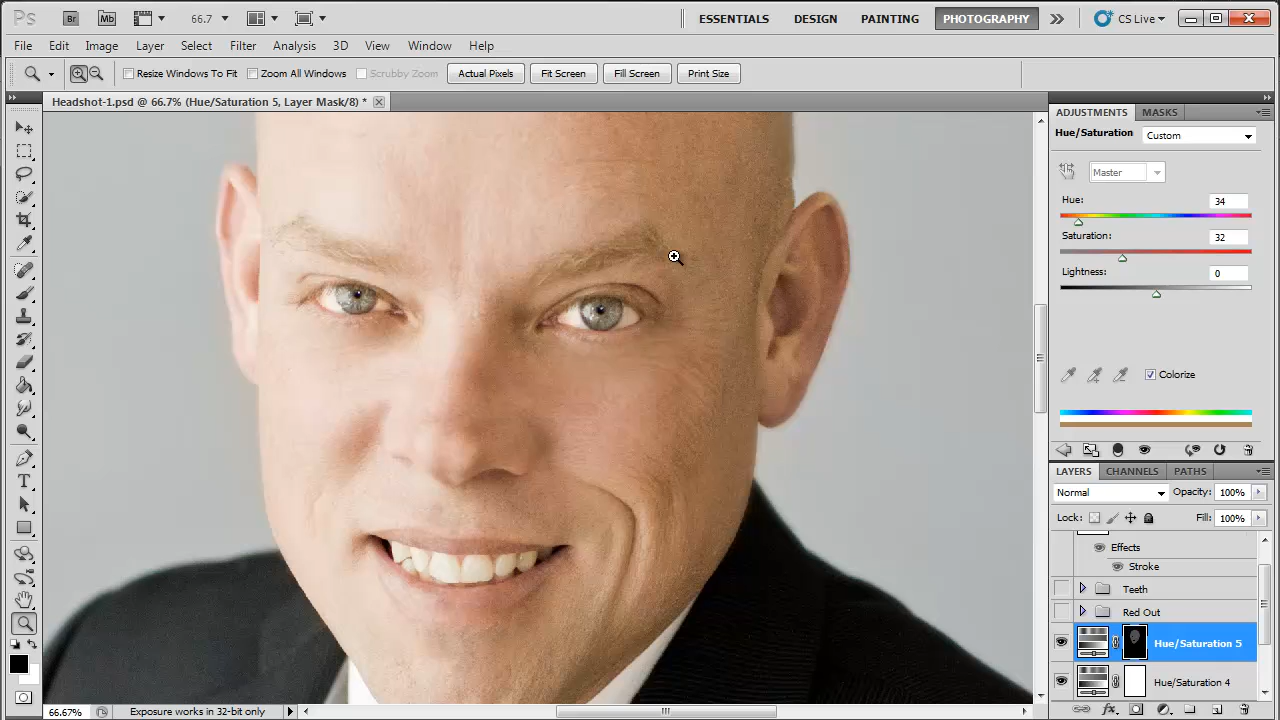 Ps Br Mb 66.7 ESSENTIALS DESIGN PAINTING PHOTOGRAPHY CS Live
File Edit Image Layer Select Filter Analysis 3D View Window Help
Resize Windows To Fit Zoom All Windows Scrubby Zoom Actual Pixels Fit Screen Fill Screen Print Size
Headshot-1.psd @ 66.7% (Hue/Saturation 5, Layer Mask/8) *
ADJUSTMENTS MASKS
Hue/Saturation Custom
Master
Hue: 34
Saturation: 32
Lightness: 0
Colorize
LAYERS CHANNELS PATHS
Normal Opacity: 100%
Lock: Fill: 100%
Effects
Stroke
Teeth
Red Out
Hue/Saturation 5
Hue/Saturation 4
T
fx
66.67% Exposure works in 32-bit only